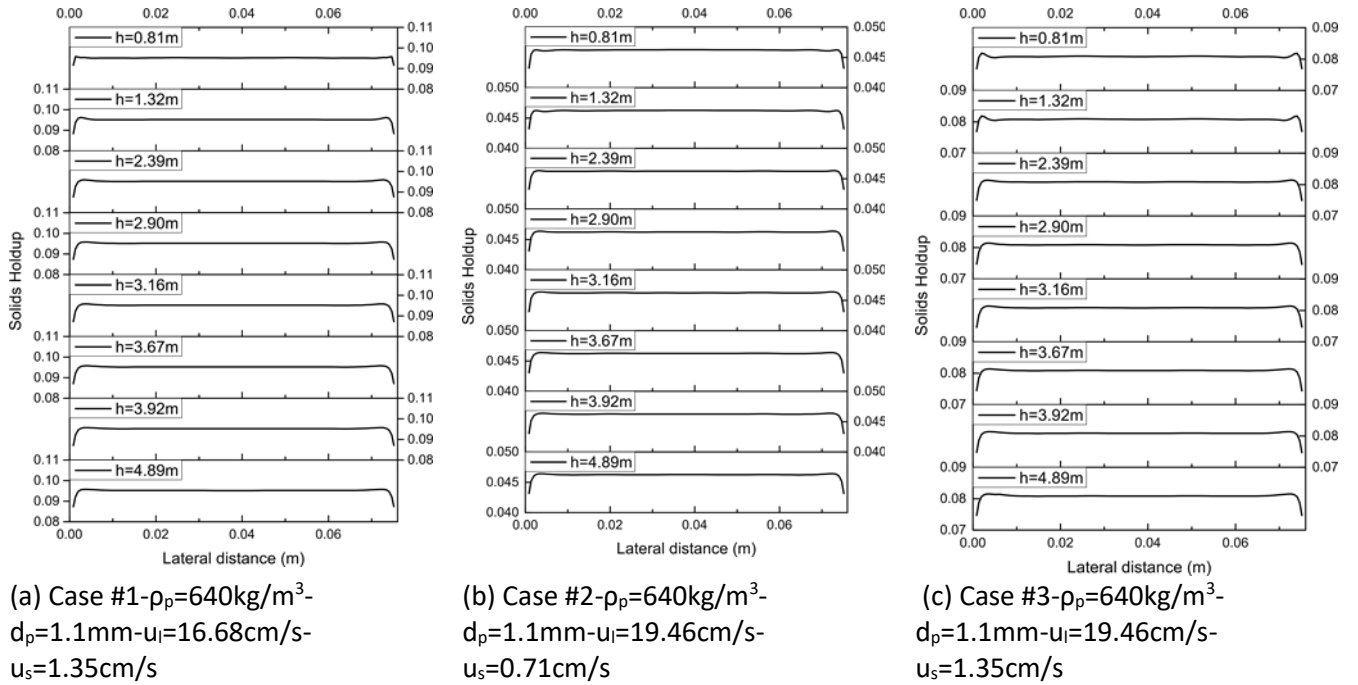 0.00 0.02 0.04 0.06
0.11
h=0.81m
0.10
0.09
0.11 0.08
h=1.32m
0.10
0.09
0.08 0.11
h=2.39m
0.10
0.09
0.11 0.08
h=2.90m
0.10
0.09
0.08 0.11
h=3.16m
0.10
0.09
0.11 0.08
h=3.67m
0.10
0.09
0.08 0.11
h=3.92m
0.10
0.09
0.11 0.08
h=4.89m
0.10
0.09
0.08
Solids Holdup
0.00 0.02 0.04 0.06
Lateral distance (m)
(a) Case #1-ρp=640kg/m³-
dp=1.1mm-ul=16.68cm/s-
us=1.35cm/s
0.00 0.02 0.04 0.06
0.050
h=0.81m
0.045
0.050 0.040
h=1.32m
0.045
0.040 0.050
h=2.39m
0.045
0.050 0.040
h=2.90m
0.045
0.040 0.050
h=3.16m
0.045
0.050 0.040
h=3.67m
0.045
0.040 0.050
h=3.92m
0.045
0.050 0.040
h=4.89m
0.045
0.040
Solids Holdup
0.00 0.02 0.04 0.06
Lateral distance (m)
(b) Case #2-ρp=640kg/m³-
dp=1.1mm-ul=19.46cm/s-
us=0.71cm/s
0.00 0.02 0.04 0.06
0.09
h=0.81m
0.08
0.09 0.07
h=1.32m
0.08
0.07 0.09
h=2.39m
0.08
0.09 0.07
h=2.90m
0.08
0.07 0.09
h=3.16m
0.08
0.09 0.07
h=3.67m
0.08
0.07 0.09
h=3.92m
0.08
0.09 0.07
h=4.89m
0.08
0.07
Solids Holdup
0.00 0.02 0.04 0.06
Lateral distance (m)
(c) Case #3-ρp=640kg/m³-
dp=1.1mm-ul=19.46cm/s-
us=1.35cm/s